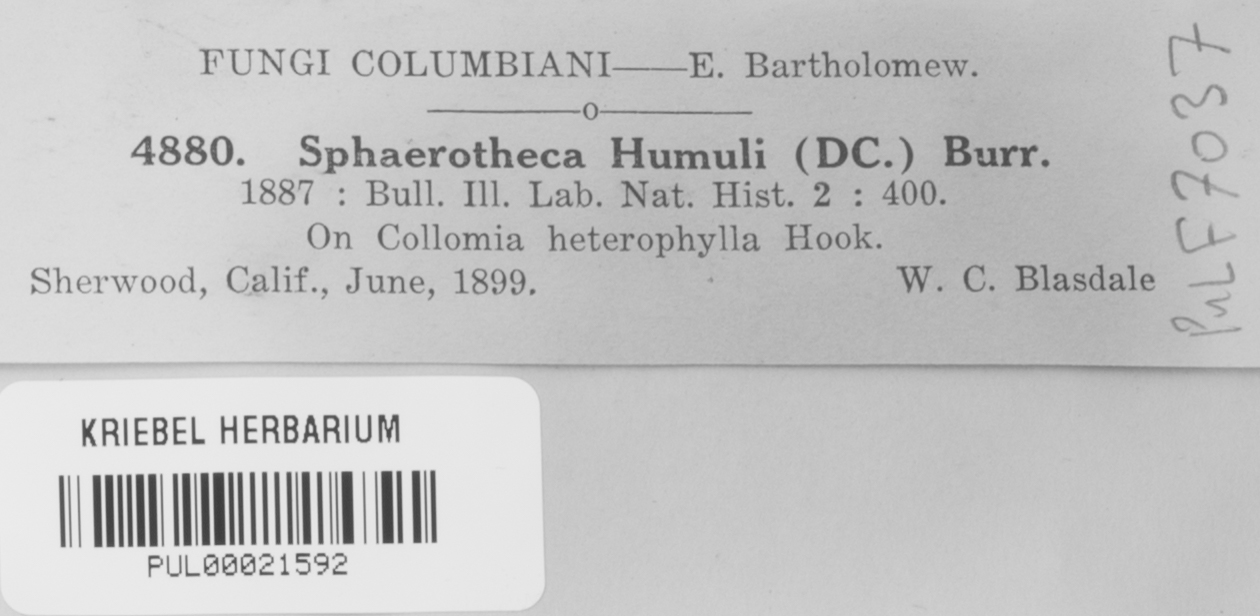 FUNGI COLUMBIANI——E. Bartholomew.
o
4880. Sphaerotheca Humuli (DC.) Burr.
1887 : Bull. Ill. Lab. Nat. Hist. 2 : 400.
On Collomia heterophylla Hook.
Sherwood, Calif., June, 1899. W. C. Blasdale
PUL F7037
KRIEBEL HERBARIUM
PUL00021592